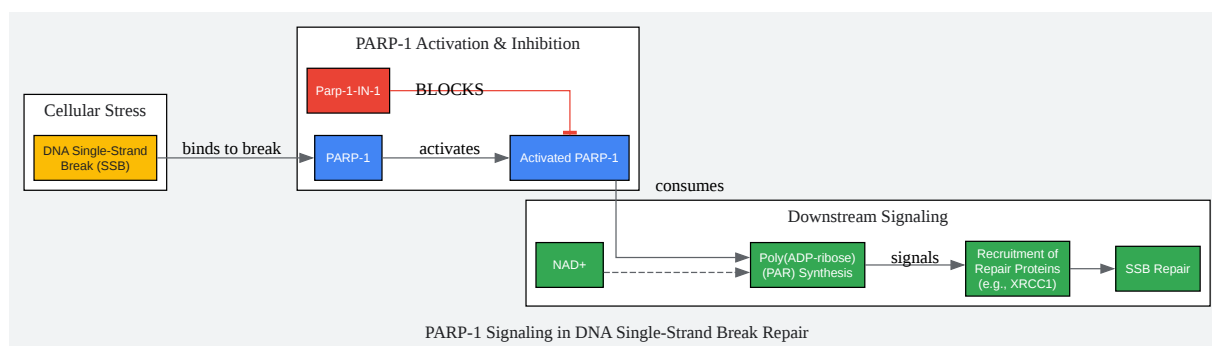 PARP-1 Activation & Inhibition
Parp-1-IN-1
BLOCKS
Cellular Stress
DNA Single-Strand
Break (SSB)
binds to break
PARP-1
activates
Activated PARP-1
consumes
Downstream Signaling
NAD+
Poly(ADP-ribose)
(PAR) Synthesis
signals
Recruitment of
Repair Proteins
(e.g., XRCC1)
SSB Repair
PARP-1 Signaling in DNA Single-Strand Break Repair